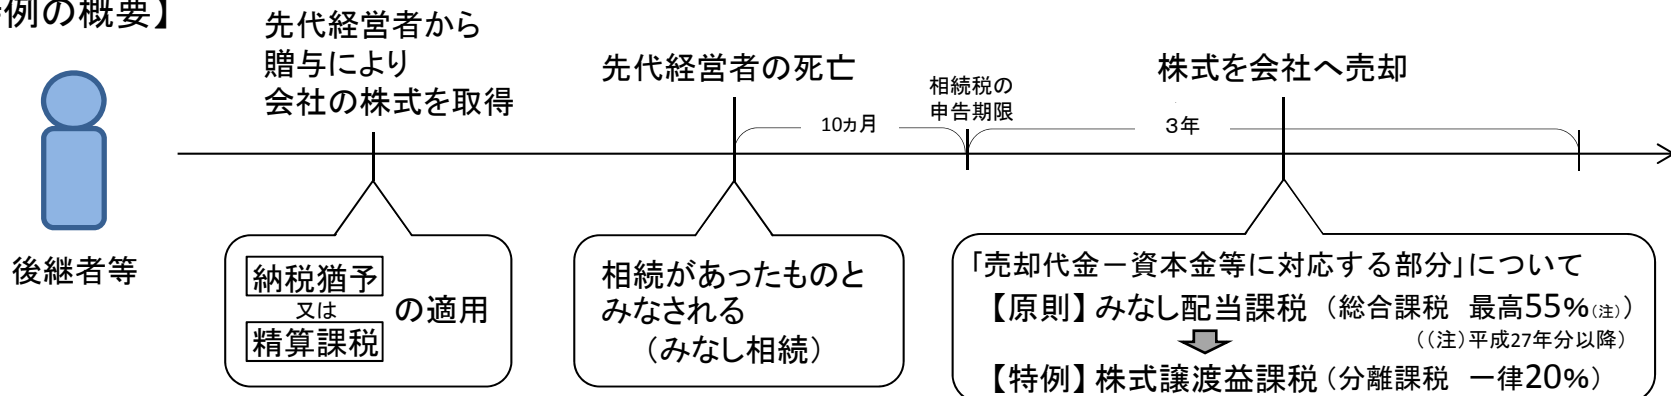 例の概要】
先代経営者から
贈与により
会社の株式を取得
先代経営者の死亡
相続税の
申告期限
株式を会社へ売却
10ヵ月
3年
後継者等
納税猶予
又は
精算課税
の適用
相続があったものと
みなされる
（みなし相続）
「売却代金－資本金等に対応する部分」について
【原則】みなし配当課税（総合課税　最高55%(注)）
（(注)平成27年分以降）
【特例】株式譲渡益課税（分離課税　一律20%）